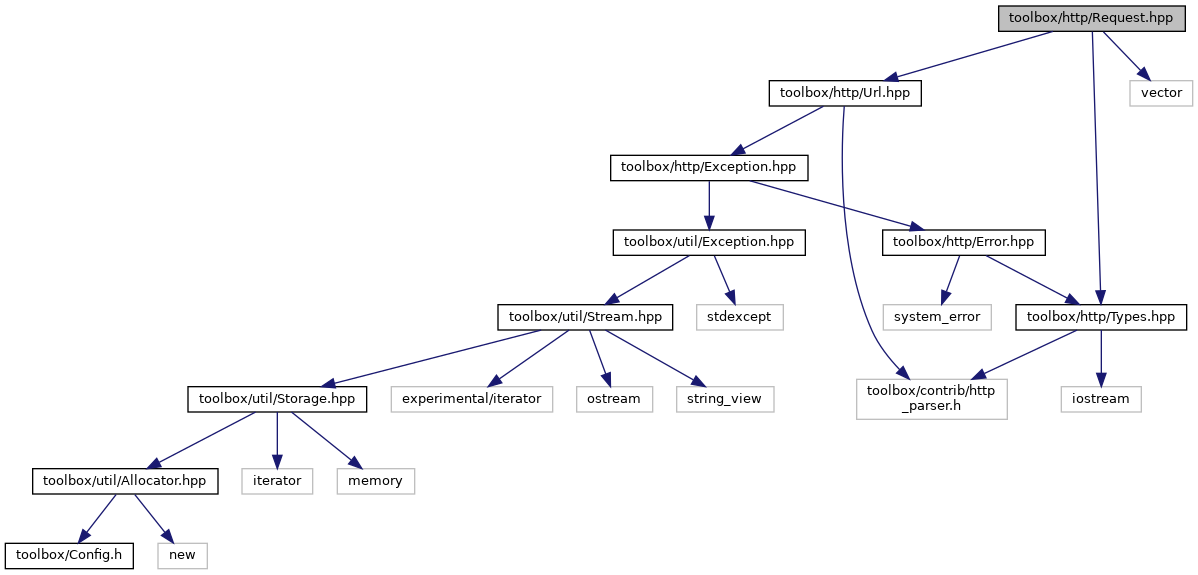 toolbox/http/Request.hpp
toolbox/http/Url.hpp
vector
toolbox/http/Exception.hpp
toolbox/util/Exception.hpp
toolbox/http/Error.hpp
toolbox/util/Stream.hpp
stdexcept
system_error
toolbox/http/Types.hpp
toolbox/util/Storage.hpp
experimental/iterator
ostream
string_view
toolbox/contrib/http
_parser.h
iostream
toolbox/util/Allocator.hpp
iterator
memory
toolbox/Config.h
new